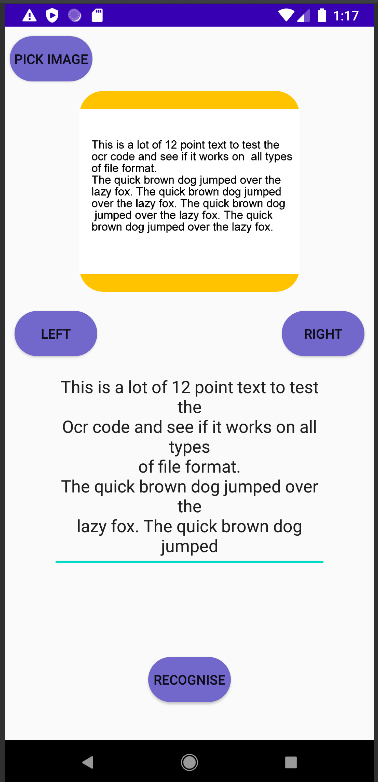 1:17
PICK IMAGE
This is a lot of 12 point text to test the
ocr code and see if it works on all types
of file format.
The quick brown dog jumped over the
lazy fox. The quick brown dog jumped
over the lazy fox. The quick brown dog
jumped over the lazy fox. The quick
brown dog jumped over the lazy fox.
LEFT
RIGHT
This is a lot of 12 point text to test
the
Ocr code and see if it works on all
types
of file format.
The quick brown dog jumped over
the
lazy fox. The quick brown dog
jumped
RECOGNISE